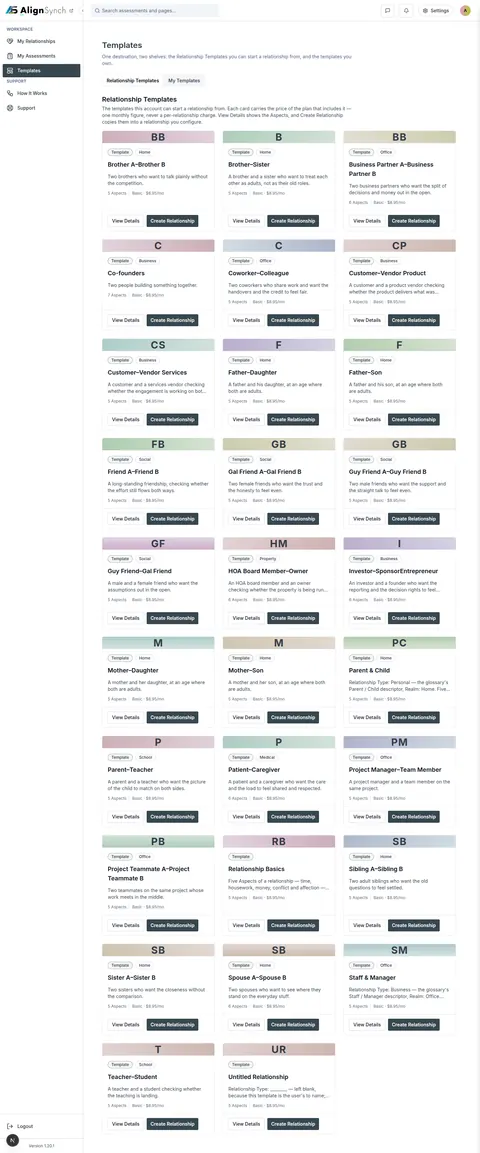 AlignSynch
Search assessments and pages...
Settings
A
WORKSPACE
My Relationships
My Assessments
Templates
SUPPORT
How It Works
Support
Templates
One destination, two shelves: the Relationship Templates you can start a relationship from, and the templates you
own.
Relationship Templates
My Templates
Relationship Templates
The templates this account can start a relationship from. Each card carries the price of the plan that includes it —
one monthly figure, never a per-relationship charge. View Details shows the Aspects, and Create Relationship
copies them into a relationship you configure.
BB
Template Home
Brother A–Brother B
Two brothers who want to talk plainly without
the competition.
5 Aspects · Basic · $8.95/mo
View Details Create Relationship
B
Template Home
Brother–Sister
A brother and a sister who want to treat each
other as adults, not as their old roles.
5 Aspects · Basic · $8.95/mo
View Details Create Relationship
BB
Template Office
Business Partner A–Business
Partner B
Two business partners who want the split of
decisions and money out in the open.
6 Aspects · Basic · $8.95/mo
View Details Create Relationship
C
Template Business
Co-founders
Two people building something together.
7 Aspects · Basic · $8.95/mo
View Details Create Relationship
C
Template Office
Coworker–Colleague
Two coworkers who share work and want the
handovers and the credit to feel fair.
5 Aspects · Basic · $8.95/mo
View Details Create Relationship
CP
Template Business
Customer–Vendor Product
A customer and a product vendor checking
whether the product delivers what was...
5 Aspects · Basic · $8.95/mo
View Details Create Relationship
CS
Template Business
Customer–Vendor Services
A customer and a services vendor checking
whether the engagement is working on bot...
5 Aspects · Basic · $8.95/mo
View Details Create Relationship
F
Template Home
Father–Daughter
A father and his daughter, at an age where
both are adults.
5 Aspects · Basic · $8.95/mo
View Details Create Relationship
F
Template Home
Father–Son
A father and his son, at an age where both
are adults.
5 Aspects · Basic · $8.95/mo
View Details Create Relationship
FB
Template Social
Friend A–Friend B
A long-standing friendship, checking whether
the effort still flows both ways.
5 Aspects · Basic · $8.95/mo
View Details Create Relationship
GB
Template Social
Gal Friend A–Gal Friend B
Two female friends who want the trust and
the honesty to feel even.
5 Aspects · Basic · $8.95/mo
View Details Create Relationship
GB
Template Social
Guy Friend A–Guy Friend B
Two male friends who want the support and
the straight talk to feel even.
5 Aspects · Basic · $8.95/mo
View Details Create Relationship
GF
Template Social
Guy Friend–Gal Friend
A male and a female friend who want the
assumptions out in the open.
5 Aspects · Basic · $8.95/mo
View Details Create Relationship
HM
Template Property
HOA Board Member–Owner
An HOA board member and an owner
checking whether the property is being run...
6 Aspects · Basic · $8.95/mo
View Details Create Relationship
I
Template Business
Investor–SponsorEntrepreneur
An investor and a founder who want the
reporting and the decision rights to feel...
6 Aspects · Basic · $8.95/mo
View Details Create Relationship
M
Template Home
Mother–Daughter
A mother and her daughter, at an age where
both are adults.
5 Aspects · Basic · $8.95/mo
View Details Create Relationship
M
Template Home
Mother–Son
A mother and her son, at an age where both
are adults.
5 Aspects · Basic · $8.95/mo
View Details Create Relationship
PC
Template Home
Parent & Child
Relationship Type: Personal — the glossary's
Parent / Child descriptor, Realm: Home. Five...
5 Aspects · Basic · $8.95/mo
View Details Create Relationship
P
Template School
Parent–Teacher
A parent and a teacher who want the picture
of the child to match on both sides.
5 Aspects · Basic · $8.95/mo
View Details Create Relationship
P
Template Medical
Patient–Caregiver
A patient and a caregiver who want the care
and the load to feel shared and respected.
5 Aspects · Basic · $8.95/mo
View Details Create Relationship
PM
Template Office
Project Manager–Team Member
A project manager and a team member on the
same project.
5 Aspects · Basic · $8.95/mo
View Details Create Relationship
PB
Template Office
Project Teammate A–Project
Teammate B
Two teammates on the same project whose
work meets in the middle.
5 Aspects · Basic · $8.95/mo
View Details Create Relationship
RB
Template
Relationship Basics
Five Aspects of a relationship — time,
housework, money, conflict and affection —...
5 Aspects · Basic · $8.95/mo
View Details Create Relationship
SB
Template Home
Sibling A–Sibling B
Two adult siblings who want the old
questions to feel settled.
5 Aspects · Basic · $8.95/mo
View Details Create Relationship
SB
Template Home
Sister A–Sister B
Two sisters who want the closeness without
the comparison.
5 Aspects · Basic · $8.95/mo
View Details Create Relationship
SB
Template Home
Spouse A–Spouse B
Two spouses who want to see where they
stand on the everyday stuff.
6 Aspects · Basic · $8.95/mo
View Details Create Relationship
SM
Template Office
Staff & Manager
Relationship Type: Business — the glossary's
Staff / Manager descriptor, Realm: Office....
5 Aspects · Basic · $8.95/mo
View Details Create Relationship
T
Template School
Teacher–Student
A teacher and a student checking whether
the teaching is landing.
5 Aspects · Basic · $8.95/mo
View Details Create Relationship
UR
Template
Untitled Relationship
Relationship Type: ______ — left blank,
because this template is the user's to name,...
5 Aspects · Basic · $8.95/mo
View Details Create Relationship
Logout
N
Version 1.39.1